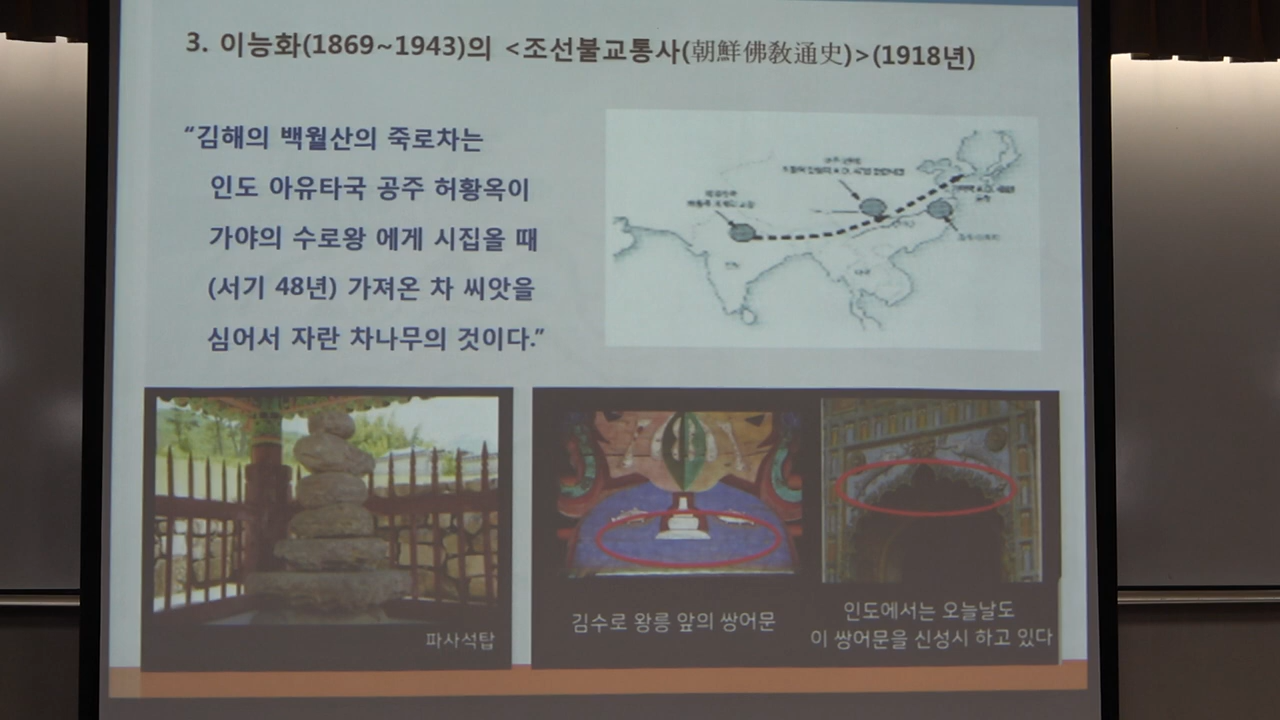 3. 이능화(1869~1943)의 <조선불교통사(朝鮮佛敎通史)>(1918년)
“김해의 백월산의 죽로차는
인도 아유타국 공주 허황옥이
가야의 수로왕 에게 시집올 때
(서기 48년) 가져온 차 씨앗을
심어서 자란 차나무의 것이다.”
파사석탑
김수로 왕릉 앞의 쌍어문
인도에서는 오늘날도
이 쌍어문을 신성시 하고 있다